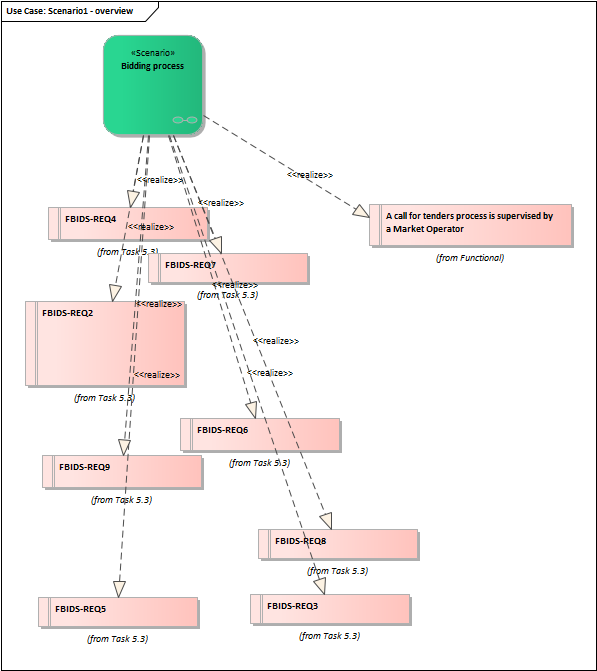 Use Case: Scenario1 - overview
«Scenario»
Bidding process
<<realize>>
<<realize>>
<<realize>>
A call for tenders process is supervised by
a Market Operator
(from Functional)
FBIDS-REQ4
<<realize>>
(from Task 5.3)
FBIDS-REQ7
<<realize>>
(from Task 5.3)
<<realize>>
FBIDS-REQ2
<<realize>>
<<realize>>
<<realize>>
(from Task 5.3)
FBIDS-REQ6
(from Task 5.3)
FBIDS-REQ9
(from Task 5.3)
FBIDS-REQ8
(from Task 5.3)
FBIDS-REQ5
(from Task 5.3)
FBIDS-REQ3
(from Task 5.3)